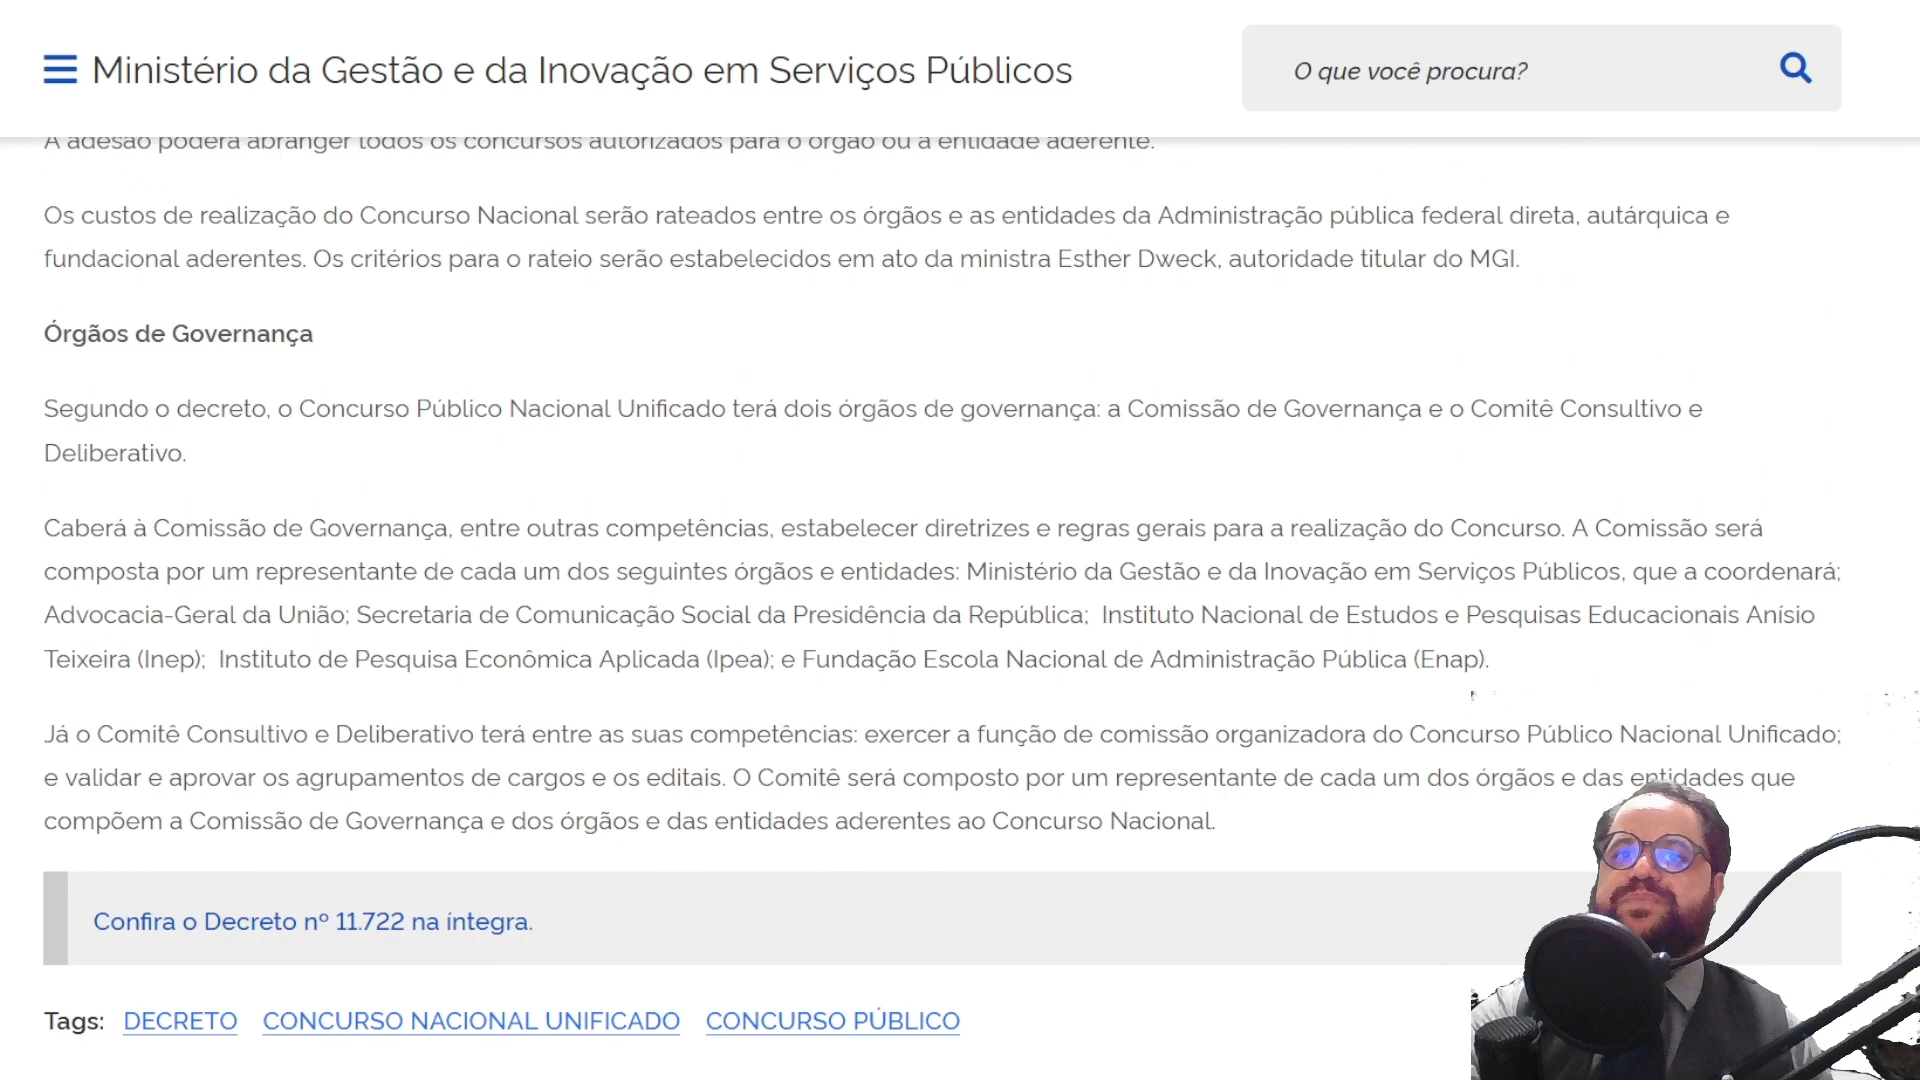 Ministério da Gestão e da Inovação em Serviços Públicos
O que você procura?
A adesão poderá abranger todos os concursos autorizados para o órgão ou a entidade aderente.
Os custos de realização do Concurso Nacional serão rateados entre os órgãos e as entidades da Administração pública federal direta, autárquica e
fundacional aderentes. Os critérios para o rateio serão estabelecidos em ato da ministra Esther Dweck, autoridade titular do MGI.
Órgãos de Governança
Segundo o decreto, o Concurso Público Nacional Unificado terá dois órgãos de governança: a Comissão de Governança e o Comitê Consultivo e
Deliberativo.
Caberá à Comissão de Governança, entre outras competências, estabelecer diretrizes e regras gerais para a realização do Concurso. A Comissão será
composta por um representante de cada um dos seguintes órgãos e entidades: Ministério da Gestão e da Inovação em Serviços Públicos, que a coordenará;
Advocacia-Geral da União; Secretaria de Comunicação Social da Presidência da República;  Instituto Nacional de Estudos e Pesquisas Educacionais Anísio
Teixeira (Inep);  Instituto de Pesquisa Econômica Aplicada (Ipea); e Fundação Escola Nacional de Administração Pública (Enap).
Já o Comitê Consultivo e Deliberativo terá entre as suas competências: exercer a função de comissão organizadora do Concurso Público Nacional Unificado;
e validar e aprovar os agrupamentos de cargos e os editais. O Comitê será composto por um representante de cada um dos órgãos e das entidades que
compõem a Comissão de Governança e dos órgãos e das entidades aderentes ao Concurso Nacional.
Confira o Decreto nº 11.722 na íntegra.
Tags: DECRETO CONCURSO NACIONAL UNIFICADO CONCURSO PÚBLICO